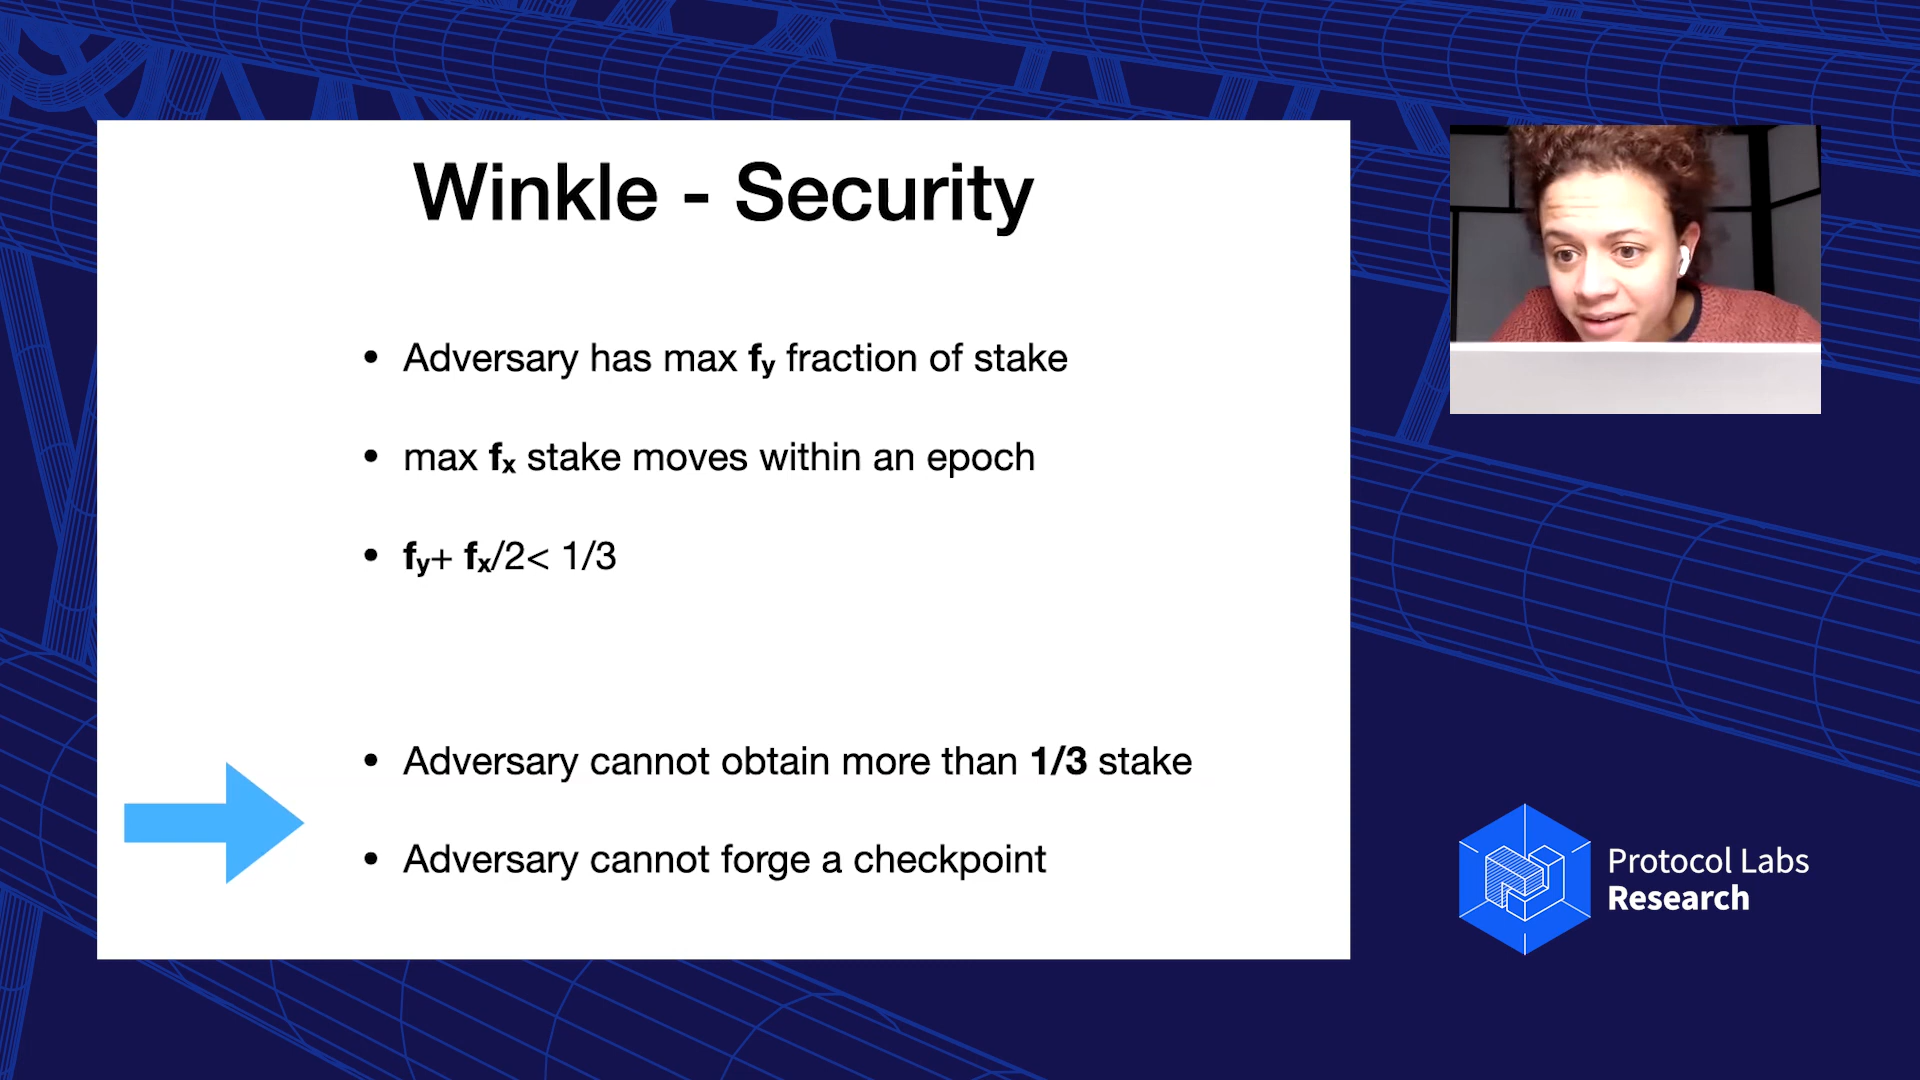 Winkle - Security
• Adversary has max fy fraction of stake
• max fx stake moves within an epoch
• fy+ fx/2< 1/3
• Adversary cannot obtain more than 1/3 stake
• Adversary cannot forge a checkpoint
Protocol Labs
Research